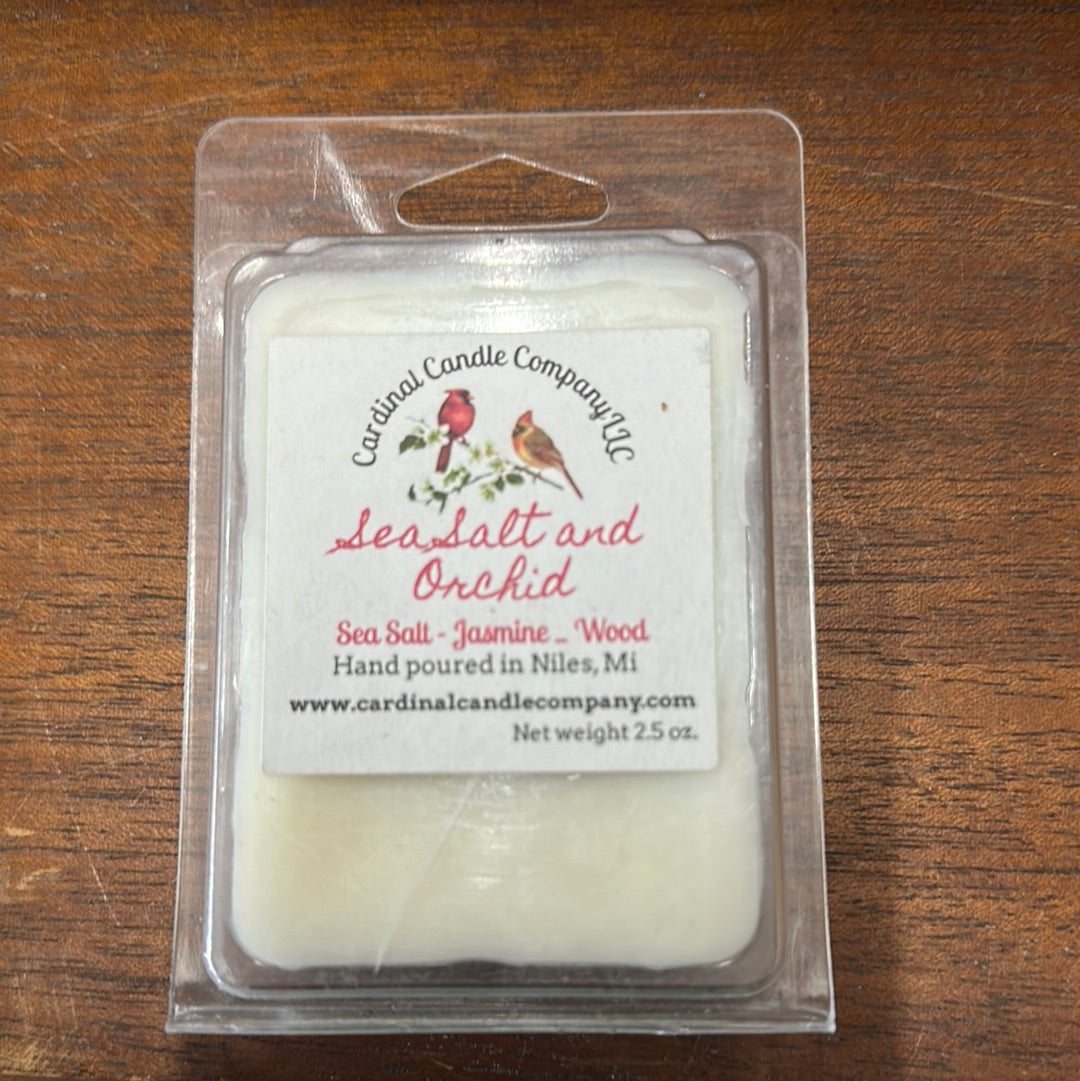 Cardinal Candle Company LLC
Sea Salt and
Orchid
Sea Salt - Jasmine _ Wood
Hand poured in Niles, Mi
www.cardinalcandlecompany.com
Net weight 2.5 oz.